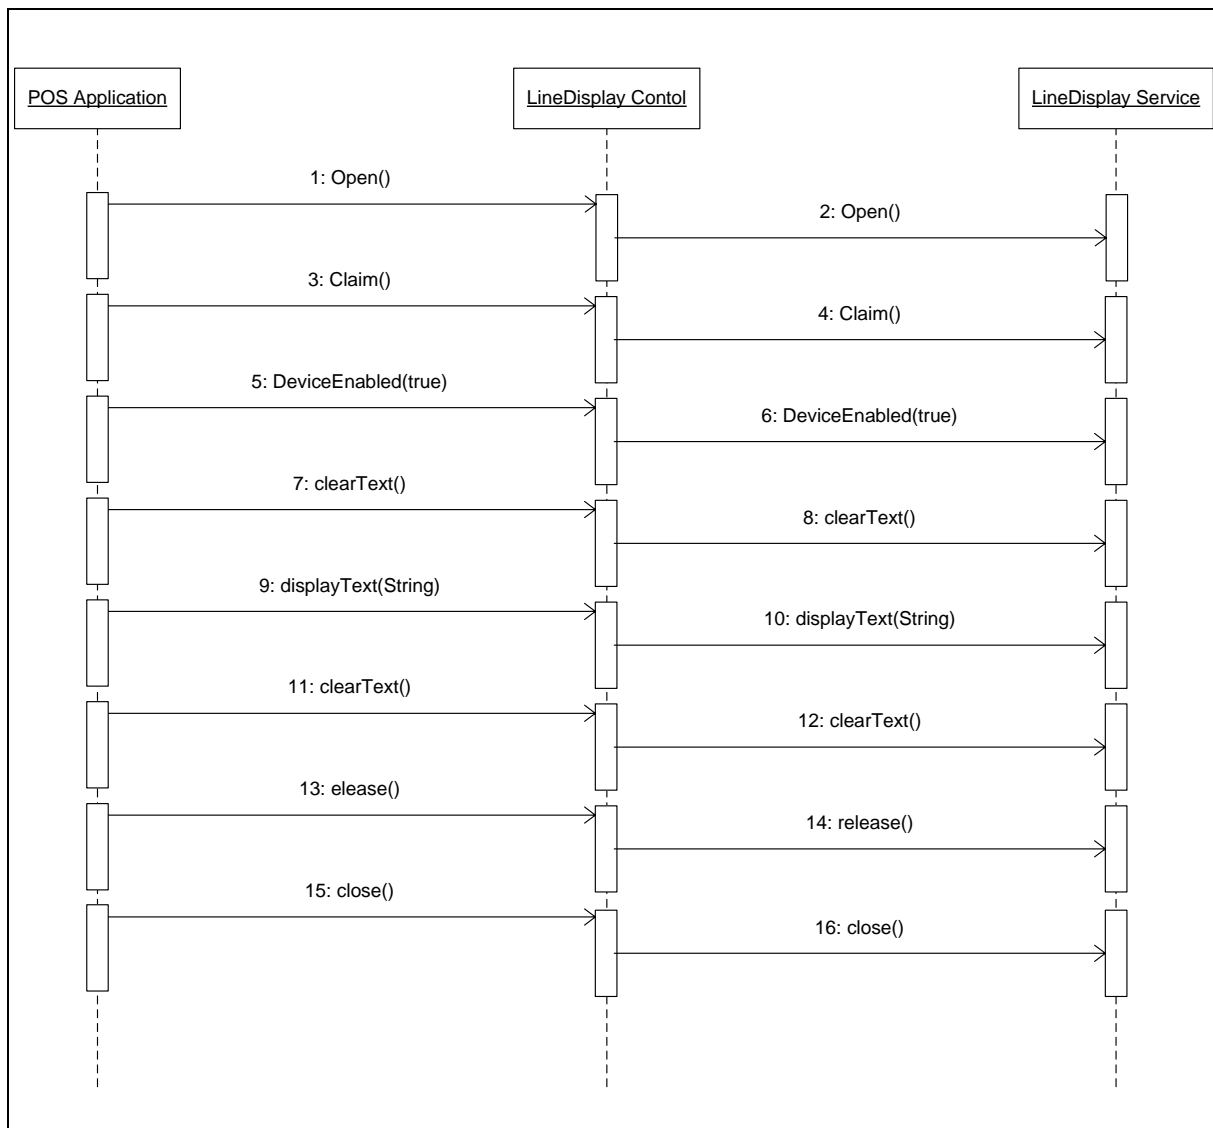 POS Application
LineDisplay Contol
LineDisplay Service
1: Open()
2: Open()
3: Claim()
4: Claim()
5: DeviceEnabled(true)
6: DeviceEnabled(true)
7: clearText()
8: clearText()
9: displayText(String)
10: displayText(String)
11: clearText()
12: clearText()
13: elease()
14: release()
15: close()
16: close()